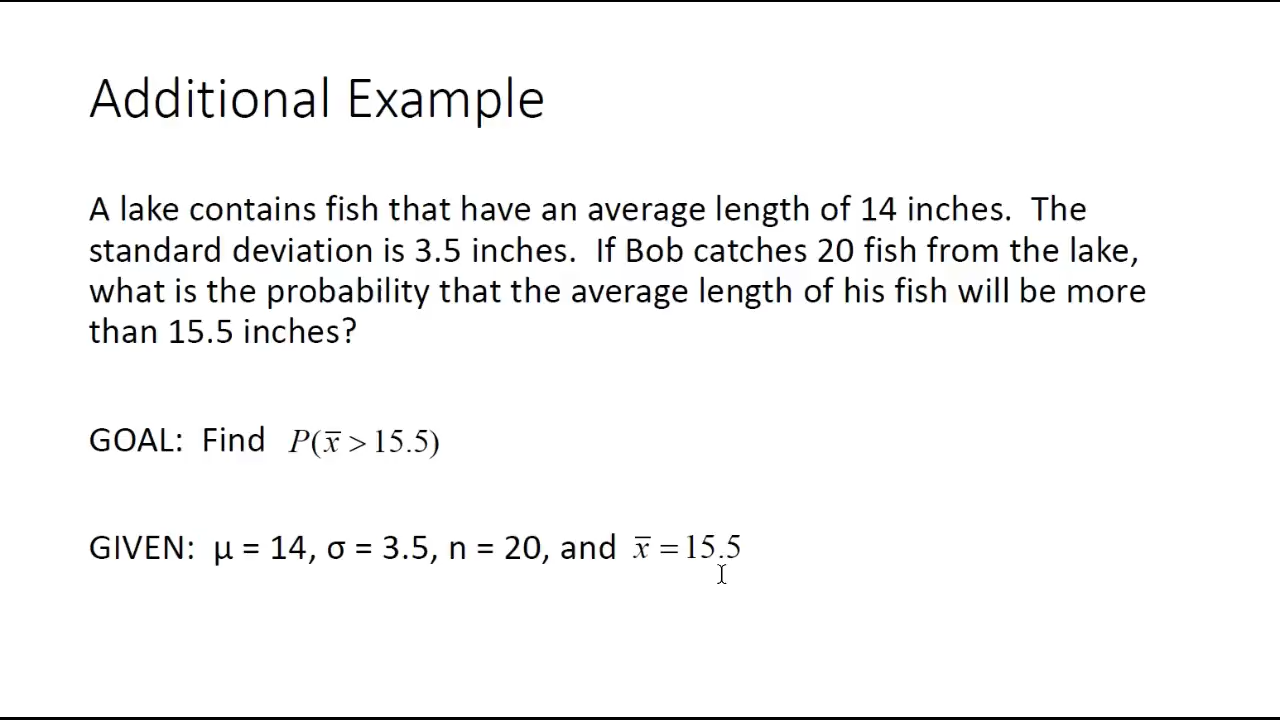 Additional Example
A lake contains fish that have an average length of 14 inches.  The
standard deviation is 3.5 inches.  If Bob catches 20 fish from the lake,
what is the probability that the average length of his fish will be more
than 15.5 inches?
GOAL:  Find P(x̅ > 15.5)
GIVEN:  μ = 14, σ = 3.5, n = 20, and x̅ = 15.5